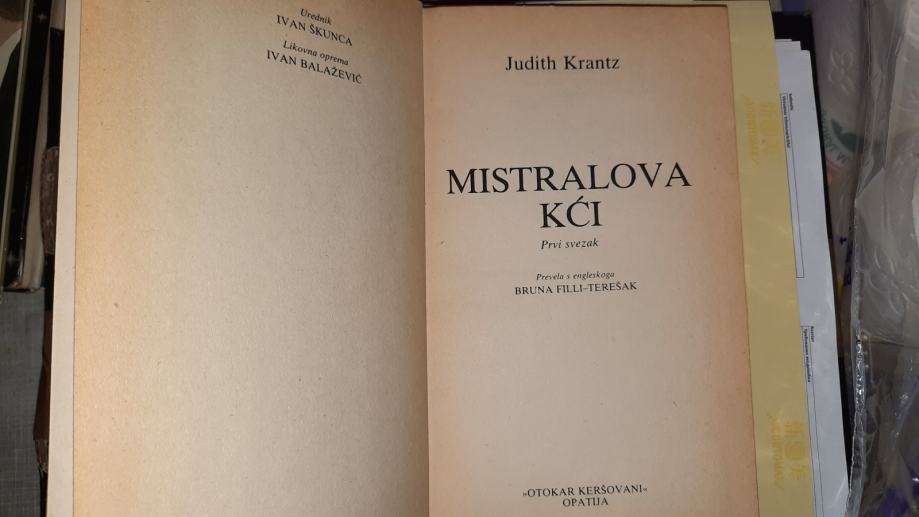 Urednik
IVAN ŠKUNCA
Likovna oprema
IVAN BALAŽEVIĆ
Judith Krantz
MISTRALOVA
KĆI
Prvi svezak
Prevela s engleskoga
BRUNA FILLI–TEREŠAK
»OTOKAR KERŠOVANI«
OPATIJA